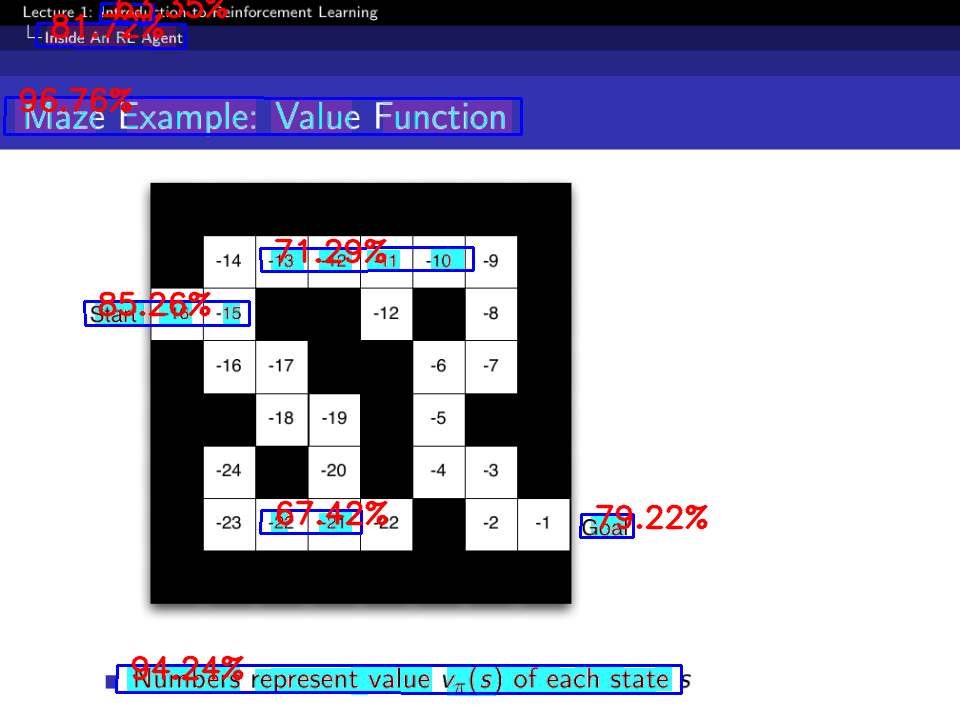 Lecture 1: Introduction to Reinforcement Learning
63.35%
Inside An RL Agent
81.72%
96.76%
Maze Example: Value Function
71.29%
-14 -13 -12 -11 -10 -9
85.26%
Start -16 -15 -12 -8
-16 -17 -6 -7
-18 -19 -5
-24 -20 -4 -3
67.42% 79.22%
-23 -22 -21 -22 -2 -1 Goal
94.24%
Numbers represent value vπ(s) of each state s